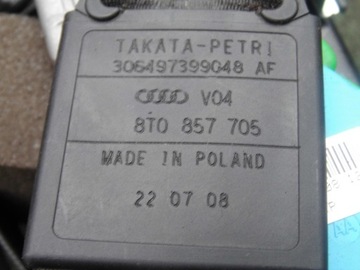 TAKATA-PETRI
306497399048 AF
V04
8T0 857 705
MADE IN POLAND
22 07 08